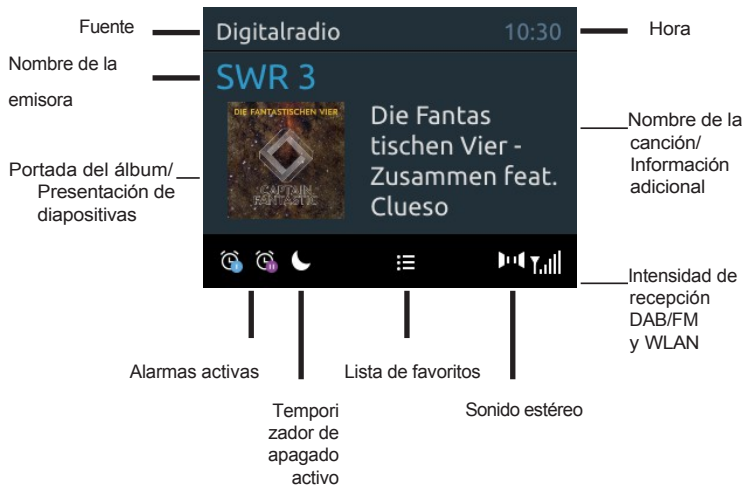 Fuente
Digitalradio
10:30
Hora
Nombre de la
emisora
SWR 3
DIE FANTASTISCHEN VIER
CAPTAIN
FANTASTIC
Die Fantas
tischen Vier -
Zusammen feat.
Clueso
Nombre de la
canción/
Información
adicional
Portada del álbum/
Presentación de
diapositivas
Intensidad de
recepción
DAB/FM
y WLAN
Alarmas activas
Lista de favoritos
Tempori
zador de
apagado
activo
Sonido estéreo